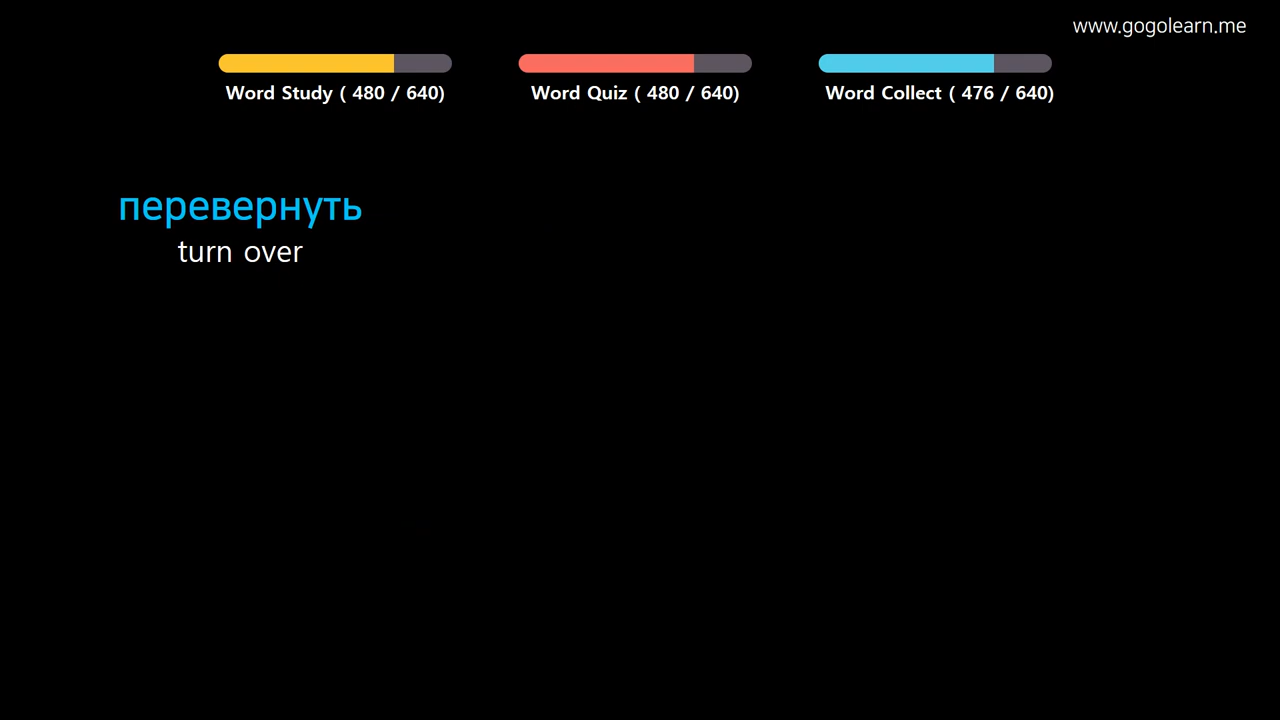 www.gogolearn.me
Word Study ( 480 / 640)
Word Quiz ( 480 / 640)
Word Collect ( 476 / 640)
перевернуть
turn over